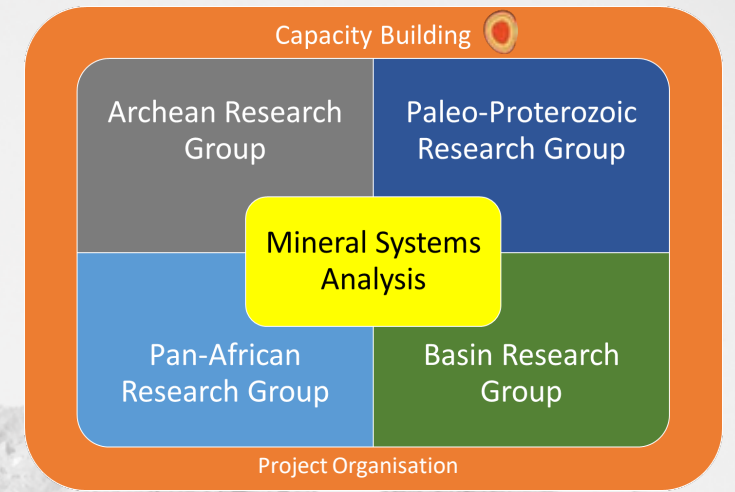 Capacity Building
Archean Research
Group
Paleo-Proterozoic
Research Group
Mineral Systems
Analysis
Pan-African
Research Group
Basin Research
Group
Project Organisation